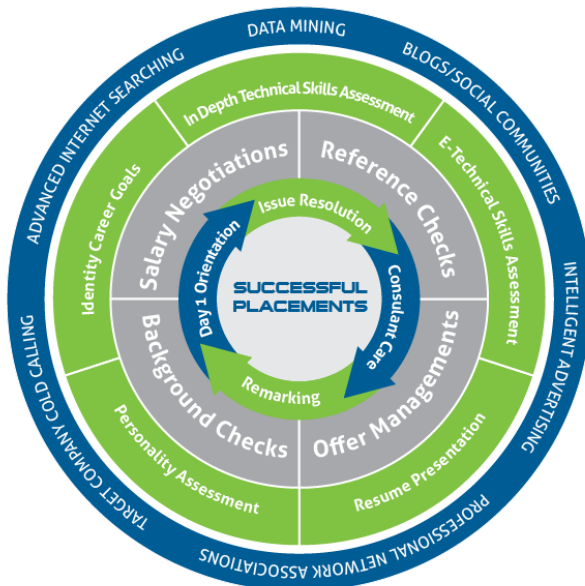 DATA MINING
BLOGS/SOCIAL COMMUNITIES
INTELLIGENT ADVERTISING
PROFESSIONAL NETWORK ASSOCIATIONS
TARGET COMPANY COLD CALLING
ADVANCED INTERNET SEARCHING
In Depth Technical Skills Assessment
E-Technical Skills Assessment
Resume Presentation
Personality Assessment
Identity Career Goals
Salary Negotiations
Reference Checks
Offer Managements
Background Checks
Issue Resolution
Consulant Care
Remarking
Day 1 Orientation
SUCCESSFUL
PLACEMENTS